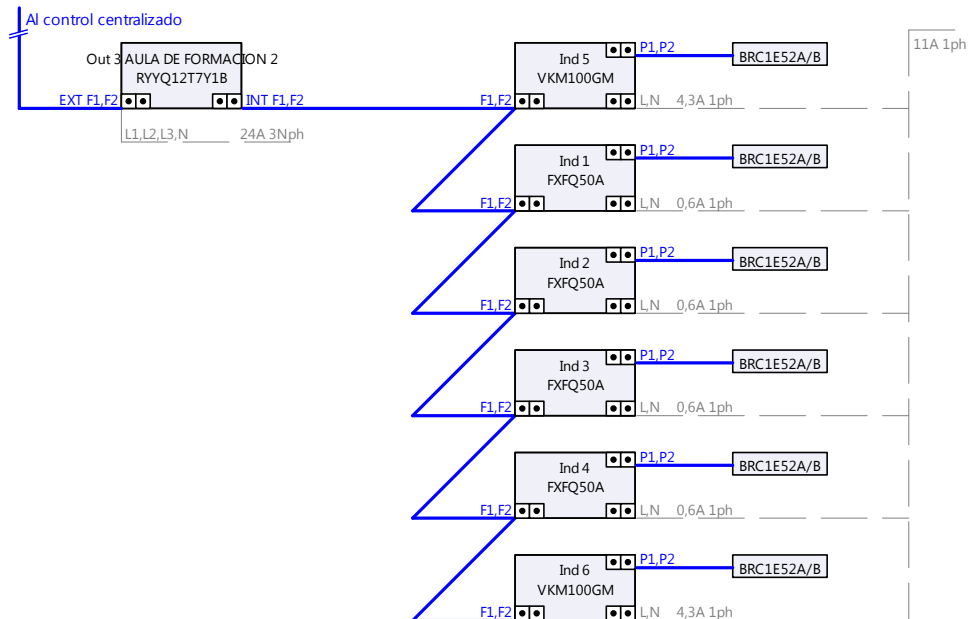 Al control centralizado
Out 3 AULA DE FORMACION 2
RYYQ12T7Y1B
EXT F1,F2
INT F1,F2
L1,L2,L3,N 24A 3Nph
11A 1ph
Ind 5
VKM100GM
P1,P2
BRC1E52A/B
F1,F2
L,N 4,3A 1ph
Ind 1
FXFQ50A
P1,P2
BRC1E52A/B
F1,F2
L,N 0,6A 1ph
Ind 2
FXFQ50A
P1,P2
BRC1E52A/B
F1,F2
L,N 0,6A 1ph
Ind 3
FXFQ50A
P1,P2
BRC1E52A/B
F1,F2
L,N 0,6A 1ph
Ind 4
FXFQ50A
P1,P2
BRC1E52A/B
F1,F2
L,N 0,6A 1ph
Ind 6
VKM100GM
P1,P2
BRC1E52A/B
F1,F2
L,N 4,3A 1ph